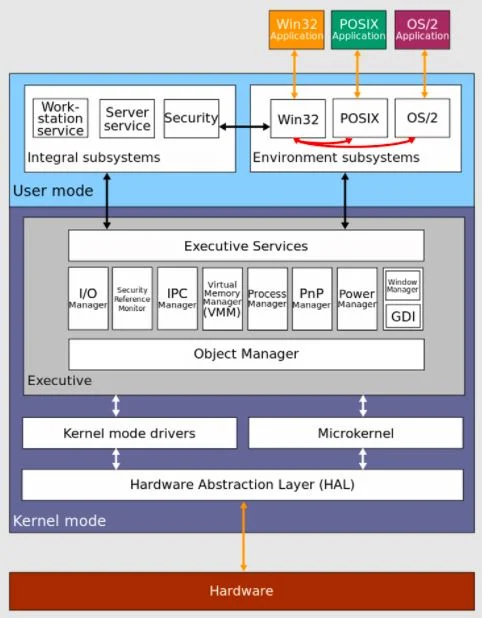 Win32
Application
POSIX
Application
OS/2
Application
Work-
station
service
Server
service
Security
Integral subsystems
Win32
POSIX
OS/2
Environment subsystems
User mode
Executive Services
I/O
Manager
Security
Reference
Monitor
IPC
Manager
Virtual
Memory
Manager
(VMM)
Process
Manager
PnP
Manager
Power
Manager
Window
Manager
GDI
Object Manager
Executive
Kernel mode drivers
Microkernel
Hardware Abstraction Layer (HAL)
Kernel mode
Hardware